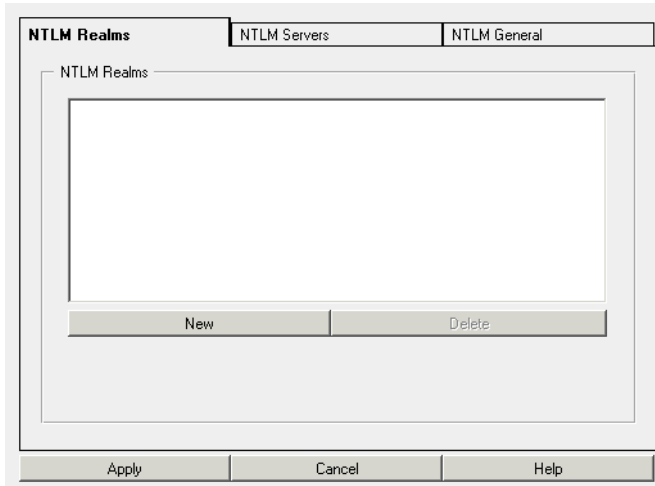 NTLM Realms NTLM Servers NTLM General
NTLM Realms
New Delete
Apply Cancel Help